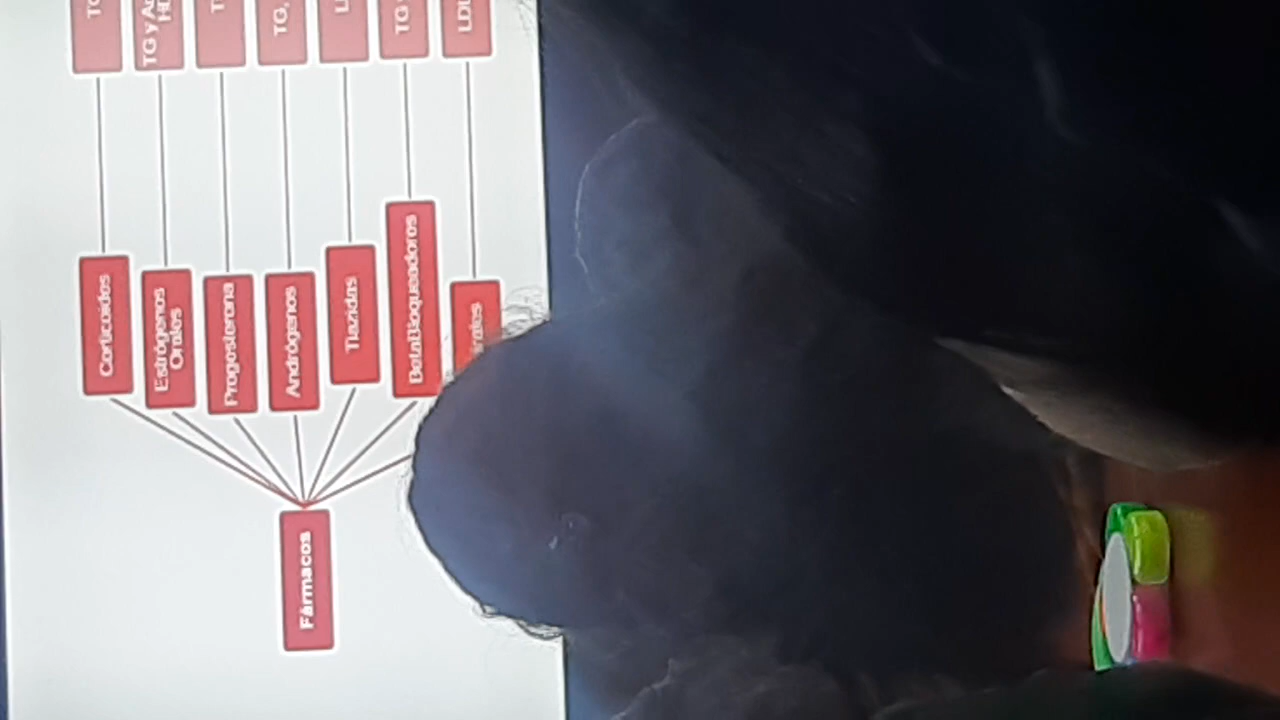 Fármacos
Corticoides
Estrógenos
Orales
TG y
Progesterona
Andrógenos
TG,
Tiazidas
BetaBloqueadores
TG
LDL